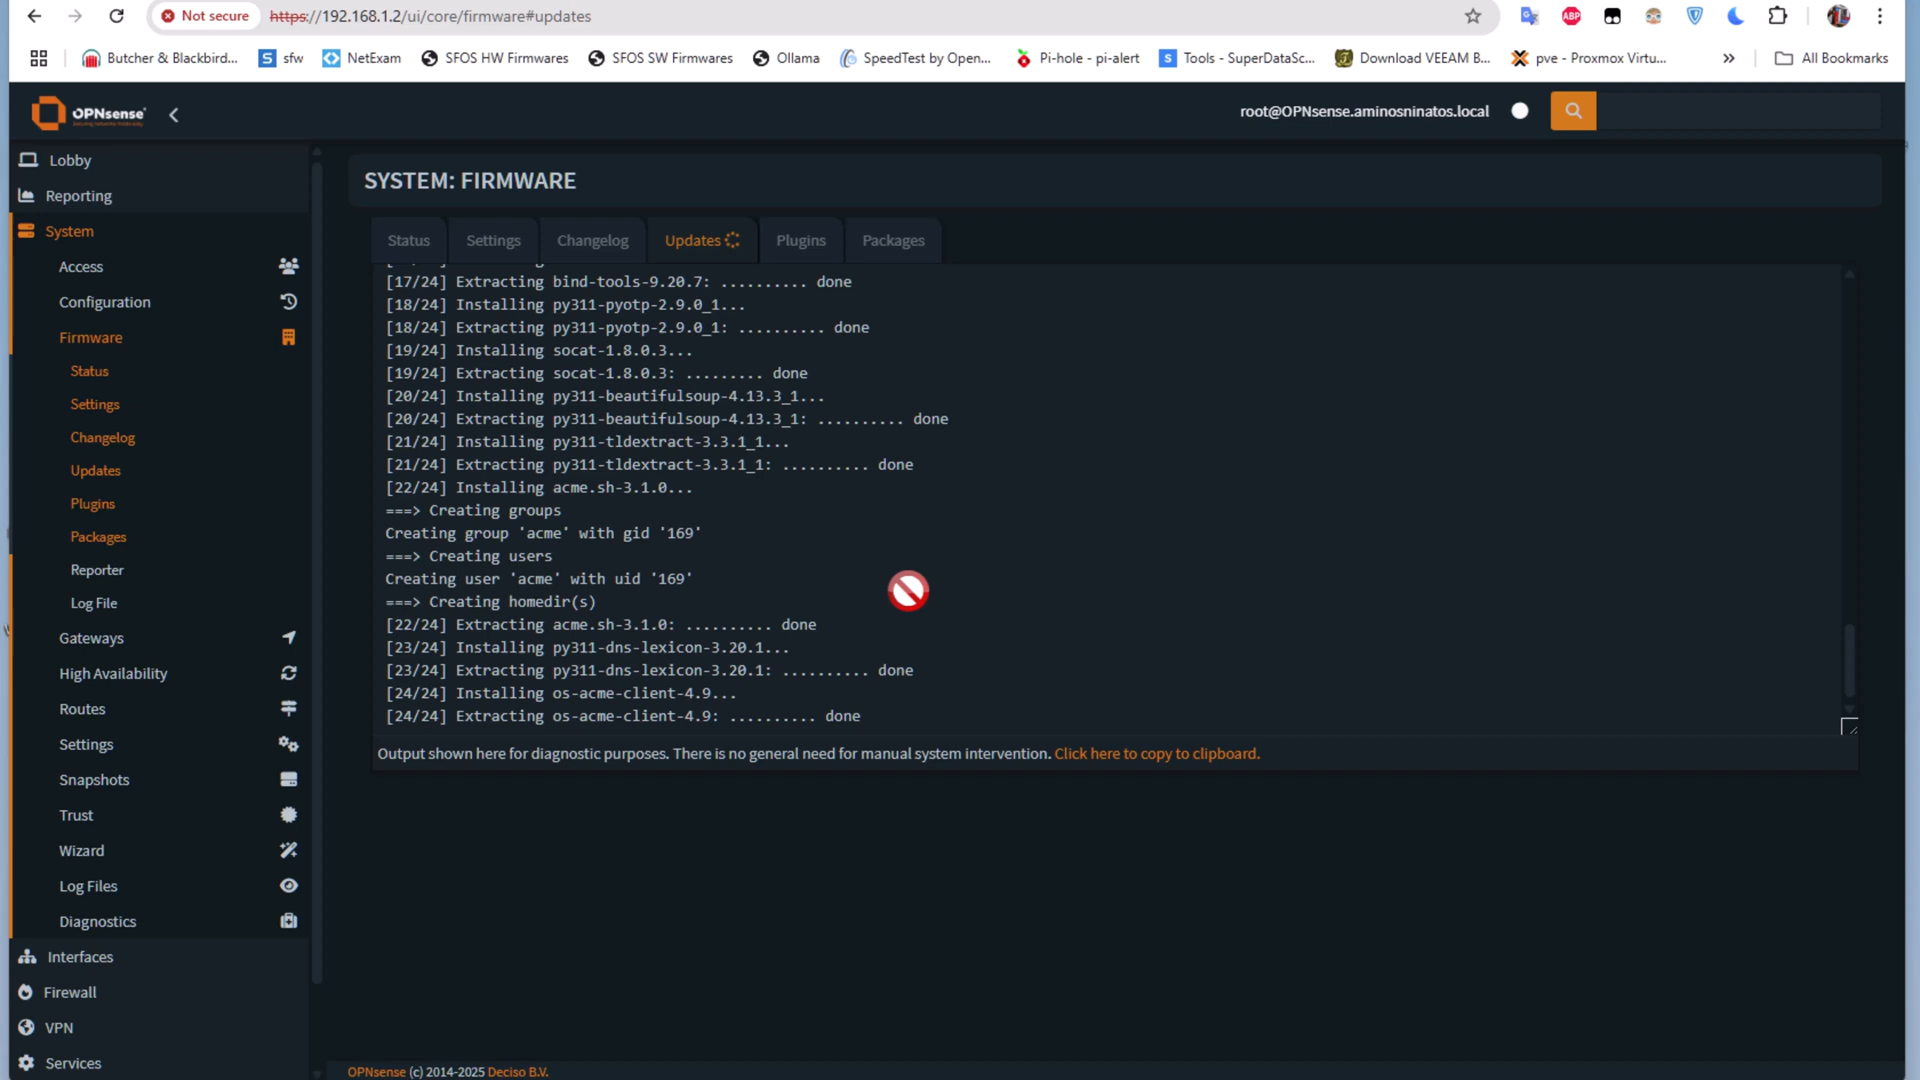 Not secure https://192.168.1.2/ui/core/firmware#updates
ABP
Butcher & Blackbird... S sfw NetExam SFOS HW Firmwares SFOS SW Firmwares Ollama SpeedTest by Open... Pi-hole - pi-alert S Tools - SuperDataSc... Download VEEAM B... pve - Proxmox Virtu... » All Bookmarks
OPNsense
root@OPNsense.aminosninatos.local
Lobby
Reporting
System
Access
Configuration
Firmware
Status
Settings
Changelog
Updates
Plugins
Packages
Reporter
Log File
Gateways
High Availability
Routes
Settings
Snapshots
Trust
Wizard
Log Files
Diagnostics
Interfaces
Firewall
VPN
Services
SYSTEM: FIRMWARE
Status Settings Changelog Updates Plugins Packages
[17/24] Extracting bind-tools-9.20.7: .......... done
[18/24] Installing py311-pyotp-2.9.0_1...
[18/24] Extracting py311-pyotp-2.9.0_1: .......... done
[19/24] Installing socat-1.8.0.3...
[19/24] Extracting socat-1.8.0.3: ......... done
[20/24] Installing py311-beautifulsoup-4.13.3_1...
[20/24] Extracting py311-beautifulsoup-4.13.3_1: .......... done
[21/24] Installing py311-tldextract-3.3.1_1...
[21/24] Extracting py311-tldextract-3.3.1_1: .......... done
[22/24] Installing acme.sh-3.1.0...
===> Creating groups
Creating group 'acme' with gid '169'
===> Creating users
Creating user 'acme' with uid '169'
===> Creating homedir(s)
[22/24] Extracting acme.sh-3.1.0: .......... done
[23/24] Installing py311-dns-lexicon-3.20.1...
[23/24] Extracting py311-dns-lexicon-3.20.1: .......... done
[24/24] Installing os-acme-client-4.9...
[24/24] Extracting os-acme-client-4.9: .......... done
Output shown here for diagnostic purposes. There is no general need for manual system intervention. Click here to copy to clipboard.
OPNsense (c) 2014-2025 Deciso B.V.